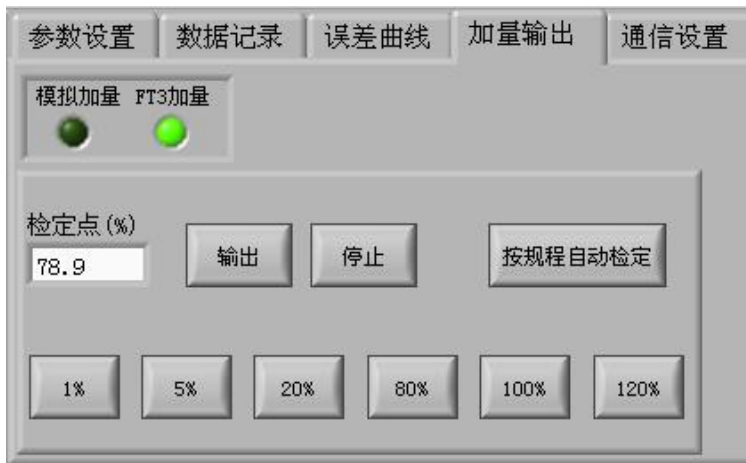 参数设置 数据记录 误差曲线 加量输出 通信设置
模拟加量 FT3加量
检定点(%)
78.9 输出 停止 按规程自动检定
1% 5% 20% 80% 100% 120%